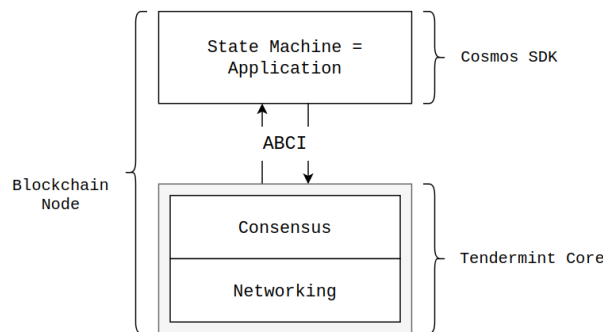 State Machine =
Application
Cosmos SDK
ABCI
Blockchain
Node
Consensus
Networking
Tendermint Core